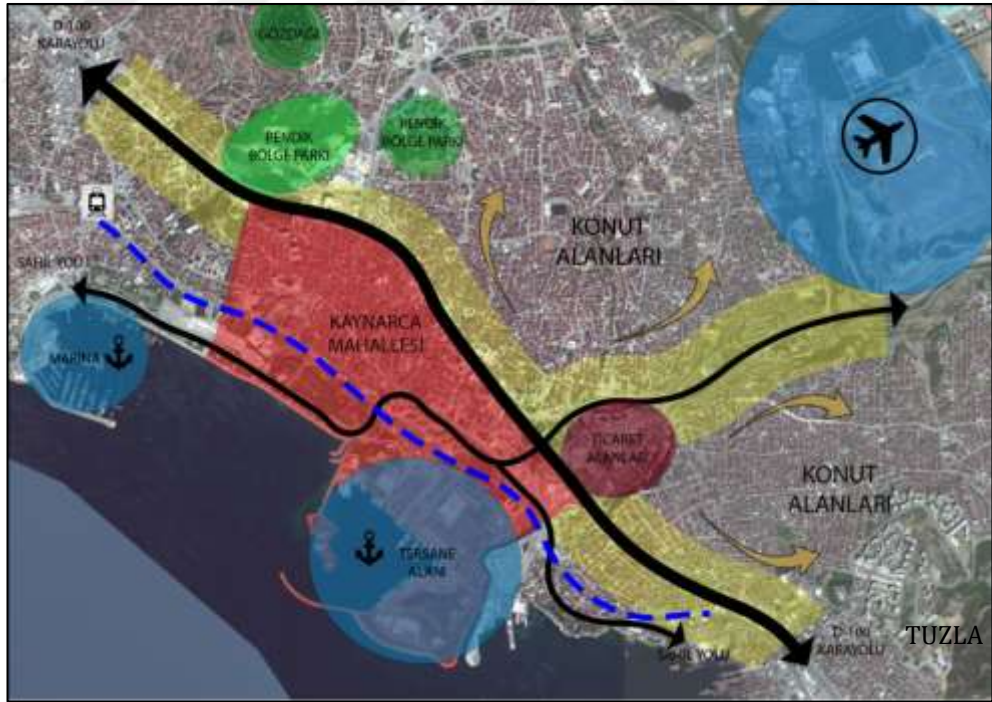 D-100
KARAYOLU
GÖZDAĞI
PENDİK
BÖLGE PARKI
PENDİK
BÖLGE PARKI
KONUT
ALANLARI
SAHİL YOLU
KAYNARCA
MAHALLESİ
MARİNA
TİCARET
ALANLARI
KONUT
ALANLARI
TERSANE
ALANI
SAHİL YOLU
D-100
KARAYOLU
TUZLA